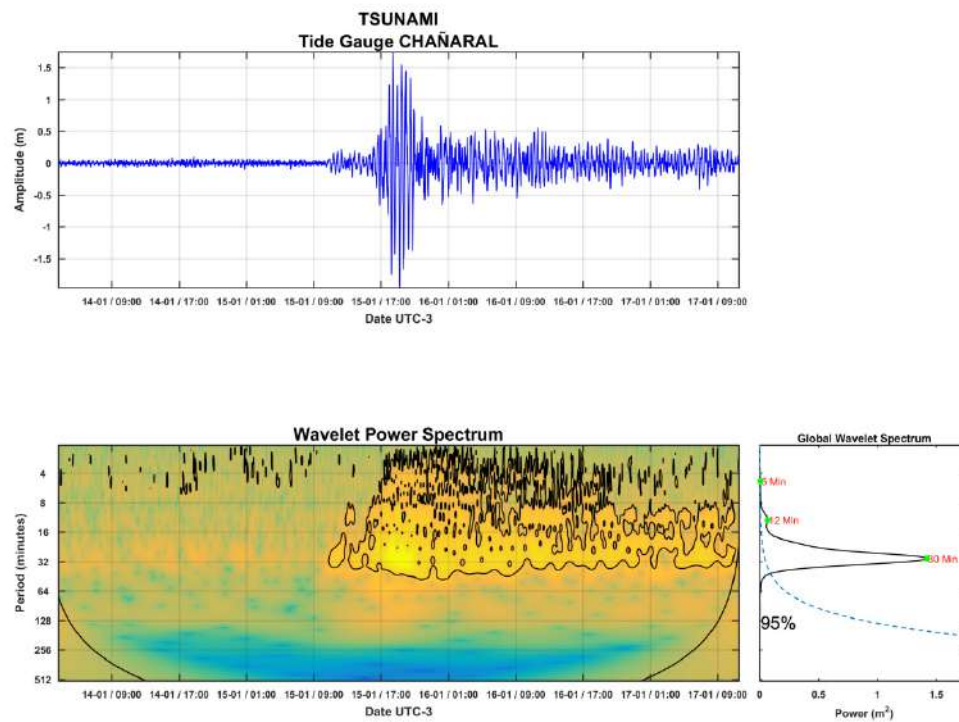 TSUNAMI
Tide Gauge CHAÑARAL
Amplitude (m)
1.5
1
0.5
0
-0.5
-1
-1.5
14-01 / 09:00 14-01 / 17:00 15-01 / 01:00 15-01 / 09:00 15-01 / 17:00 16-01 / 01:00 16-01 / 09:00 16-01 / 17:00 17-01 / 01:00 17-01 / 09:00
Date UTC-3
Wavelet Power Spectrum
Period (minutes)
4
8
16
32
64
128
256
512
14-01 / 09:00 14-01 / 17:00 15-01 / 01:00 15-01 / 09:00 15-01 / 17:00 16-01 / 01:00 16-01 / 09:00 16-01 / 17:00 17-01 / 01:00 17-01 / 09:00
Date UTC-3
Global Wavelet Spectrum
5 Min
12 Min
30 Min
95%
0 0.5 1 1.5
Power (m²)